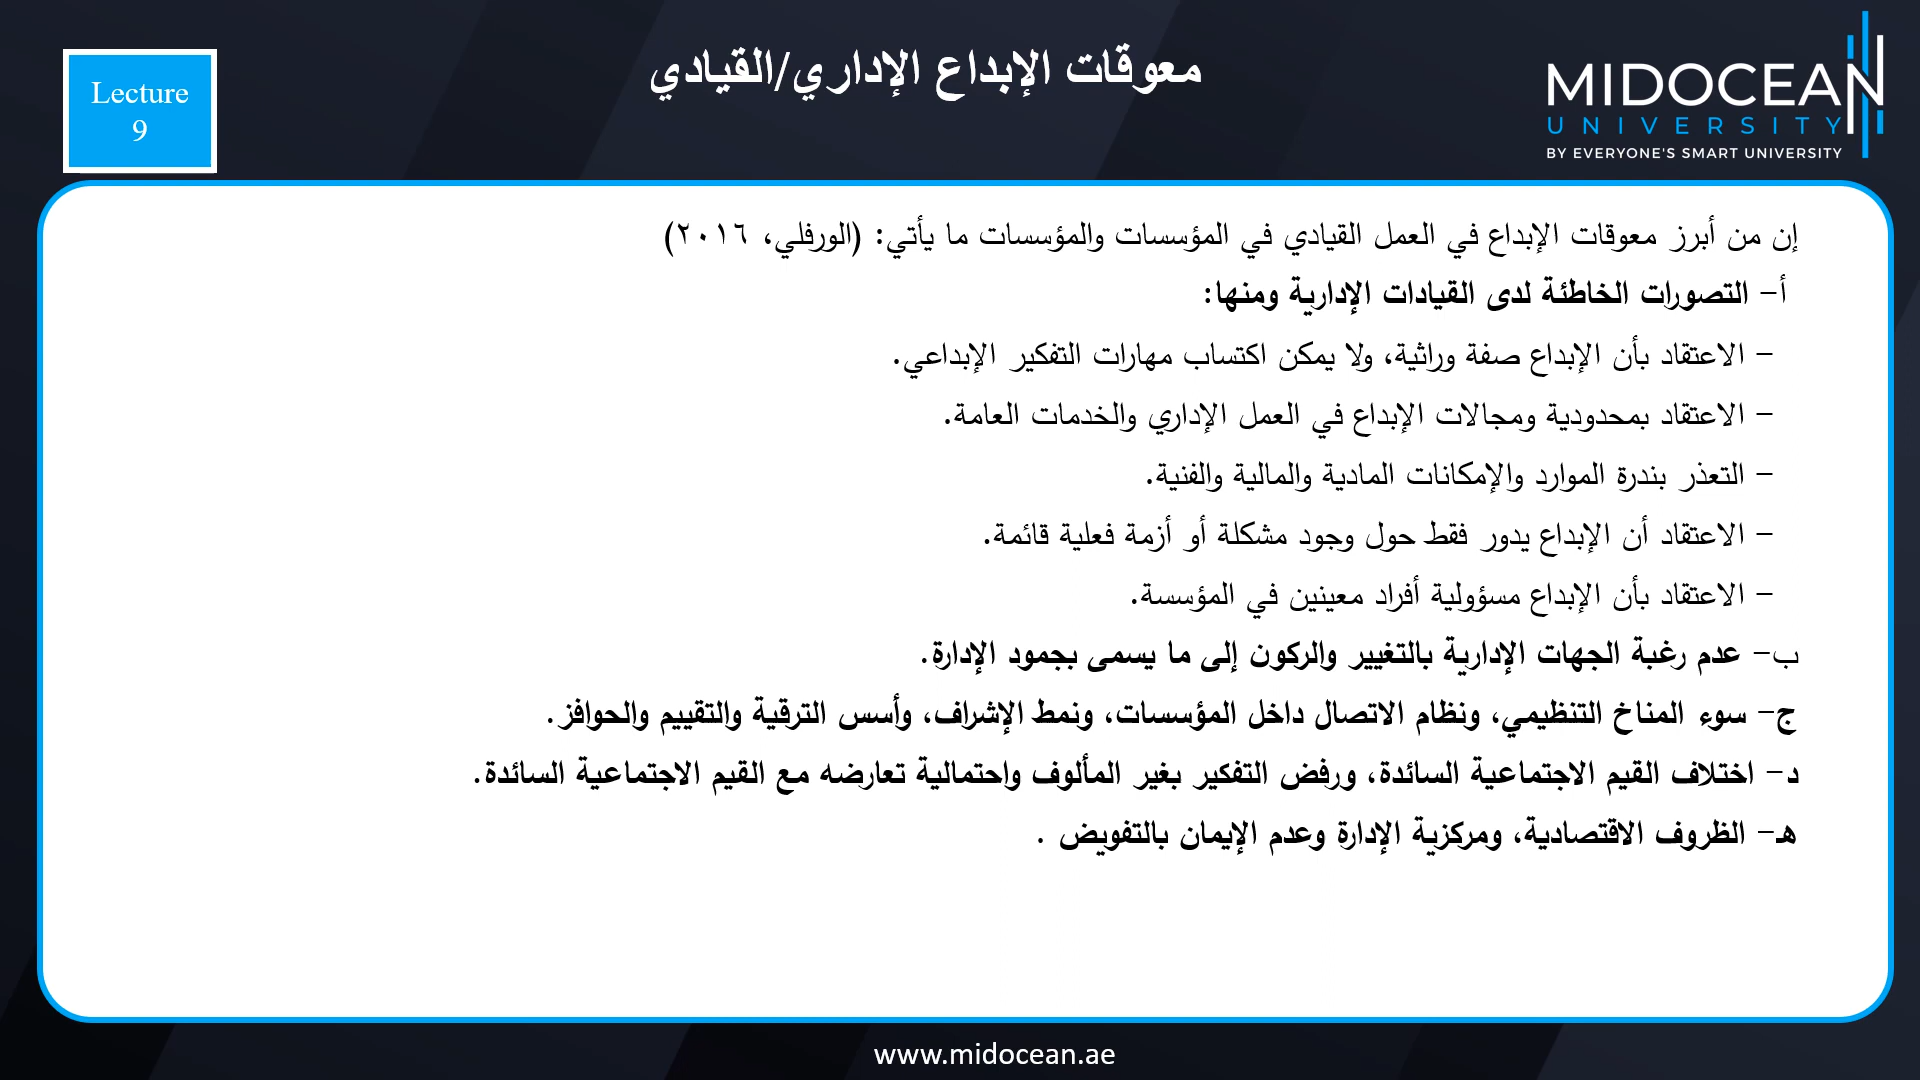 Lecture
9
معوقات الإبداع الإداري/القيادي
MIDOCEAN
UNIVERSITY
BY EVERYONE'S SMART UNIVERSITY
إن من أبرز معوقات الإبداع في العمل القيادي في المؤسسات والمؤسسات ما يأتي: (الورفلي، ٢٠١٦)
أ- التصورات الخاطئة لدى القيادات الإدارية ومنها:
- الاعتقاد بأن الإبداع صفة وراثية، ولا يمكن اكتساب مهارات التفكير الإبداعي.
- الاعتقاد بمحدودية ومجالات الإبداع في العمل الإداري والخدمات العامة.
- التعذر بندرة الموارد والإمكانات المادية والمالية والفنية.
- الاعتقاد أن الإبداع يدور فقط حول وجود مشكلة أو أزمة فعلية قائمة.
- الاعتقاد بأن الإبداع مسؤولية أفراد معينين في المؤسسة.
ب- عدم رغبة الجهات الإدارية بالتغيير والركون إلى ما يسمى بجمود الإدارة.
ج- سوء المناخ التنظيمي، ونظام الاتصال داخل المؤسسات، ونمط الإشراف، وأسس الترقية والتقييم والحوافز.
د- اختلاف القيم الاجتماعية السائدة، ورفض التفكير بغير المألوف واحتمالية تعارضه مع القيم الاجتماعية السائدة.
هـ- الظروف الاقتصادية، ومركزية الإدارة وعدم الإيمان بالتفويض .
www.midocean.ae